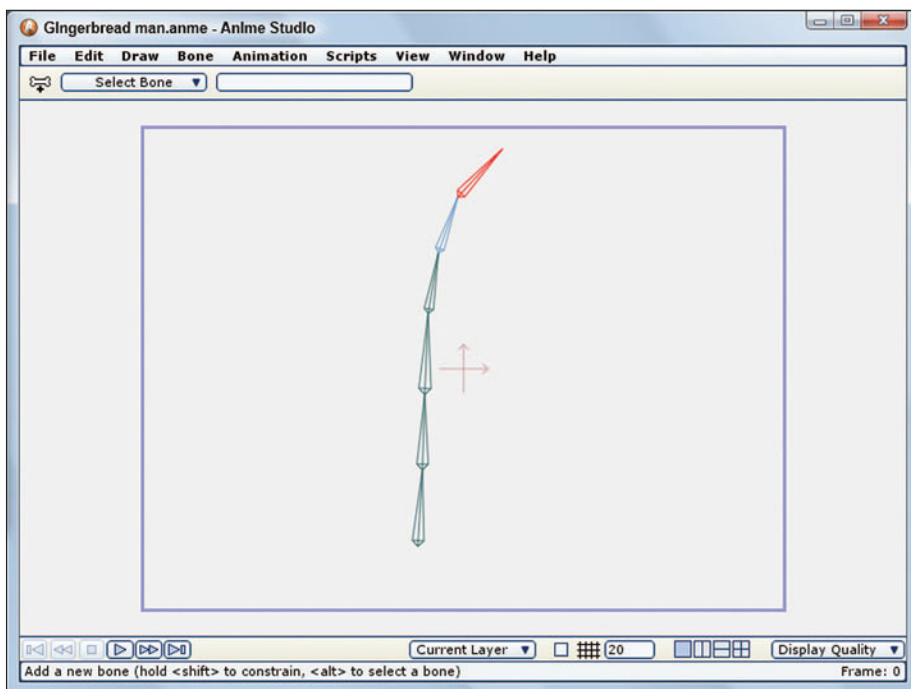 GIngerbread man.anme - AnIme StudIo
File Edit Draw Bone Animation Scripts View Window Help
Select Bone
Current Layer 20 Display Quality
Add a new bone (hold <shift> to constrain, <alt> to select a bone) Frame: 0